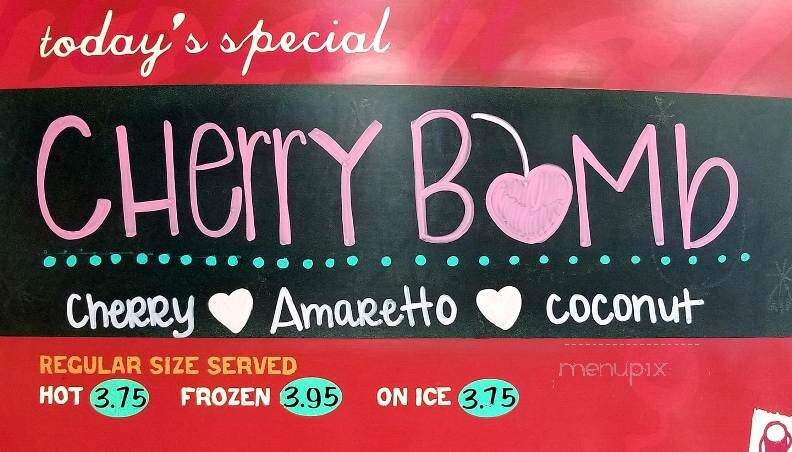 today's special
CHerrY BOMb
CHeRRy AMaRetto coconut
REGULAR SIZE SERVED
HOT 3.75 FROZEN 3.95 ON ICE 3.75
menupix